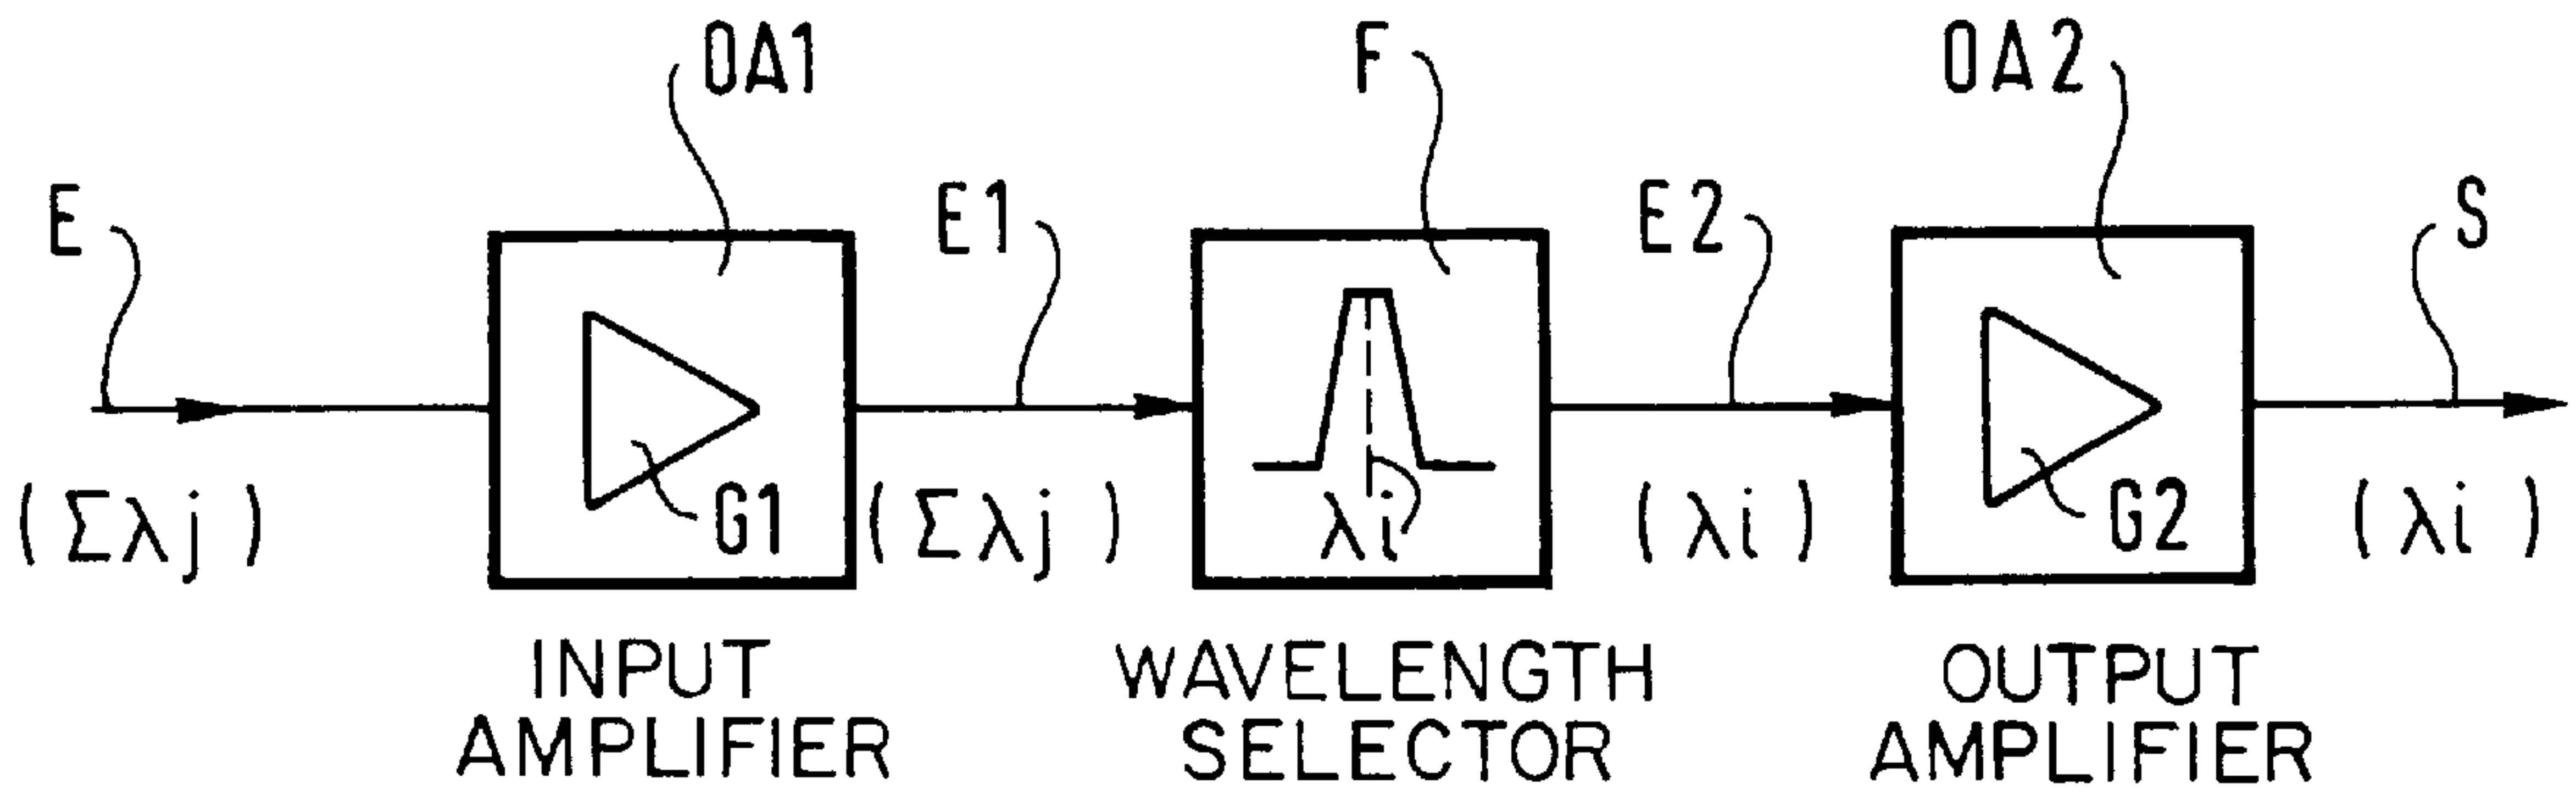 OA1
F
OA2
E
E1
E2
S
G1
λi
G2
(Σλj)
(Σλj)
(λi)
(λi)
INPUT
AMPLIFIER
WAVELENGTH
SELECTOR
OUTPUT
AMPLIFIER